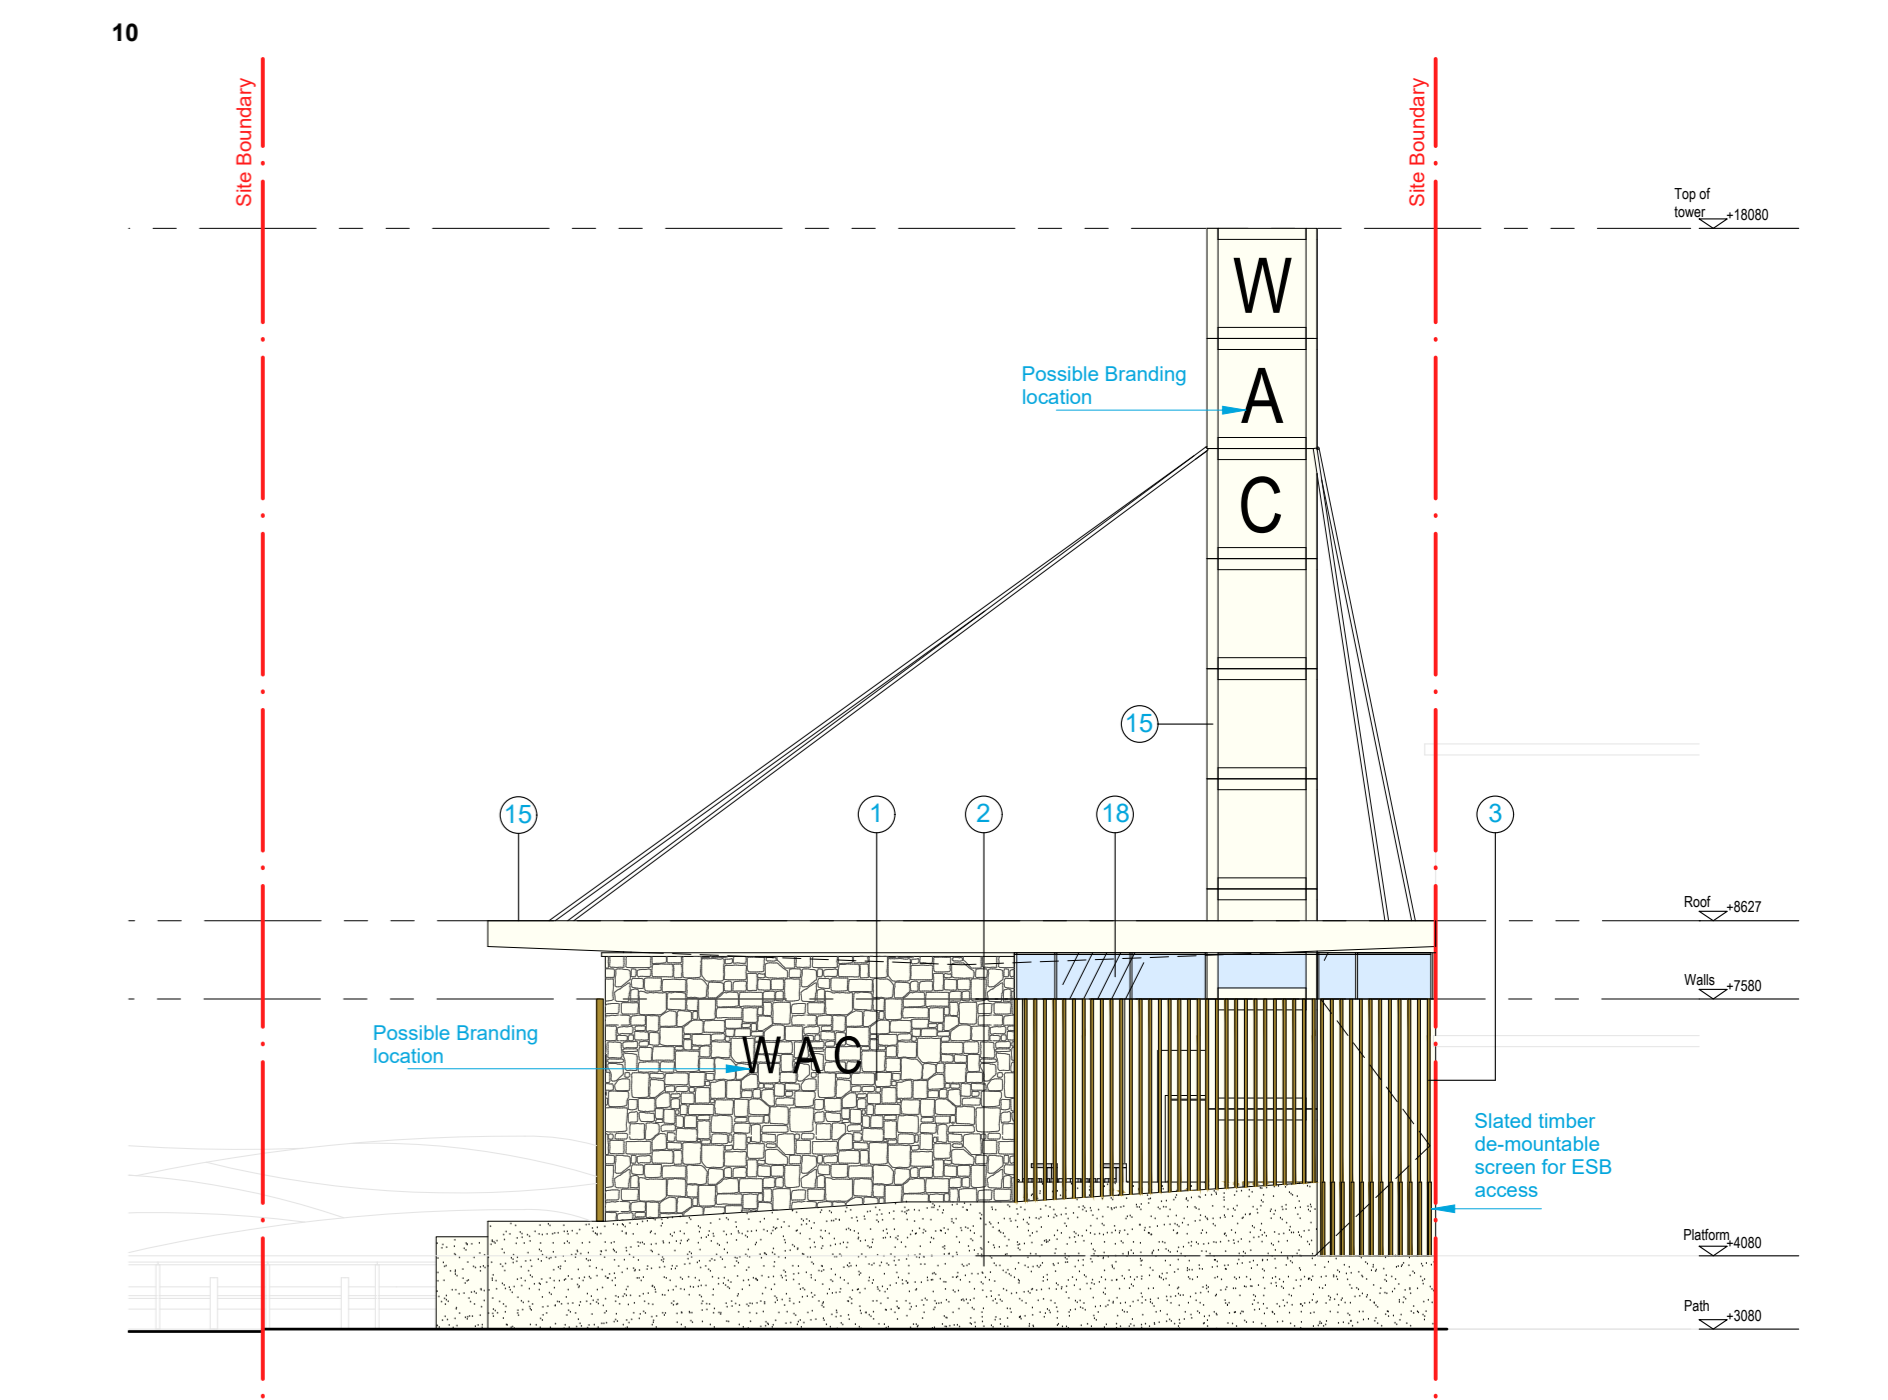 10
Site Boundary
Site Boundary
Top of
tower
+18080
W
A
C
Possible Branding
location
15
15
1
2
18
3
Roof
+8627
Walls
+7580
Possible Branding
location
W A C
Slated timber
de-mountable
screen for ESB
access
Platform
+4080
Path
+3080